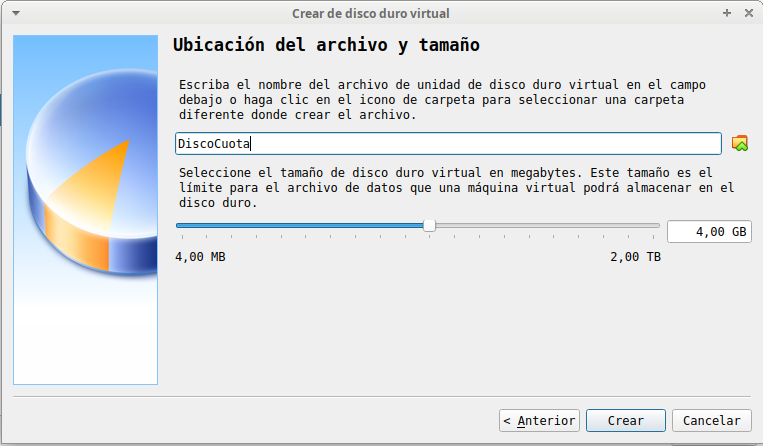 Crear de disco duro virtual
Ubicación del archivo y tamaño
Escriba el nombre del archivo de unidad de disco duro virtual en el campo
debajo o haga clic en el icono de carpeta para seleccionar una carpeta
diferente donde crear el archivo.
DiscoCuota
Seleccione el tamaño de disco duro virtual en megabytes. Este tamaño es el
límite para el archivo de datos que una máquina virtual podrá almacenar en el
disco duro.
4,00 GB
4,00 MB 2,00 TB
< Anterior Crear Cancelar